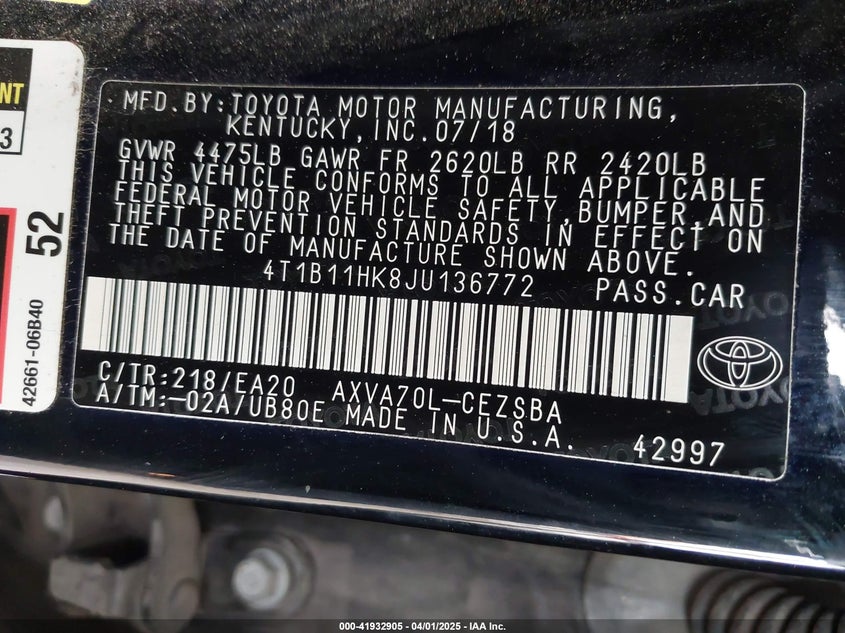 NT
3
52
42661-06B40
MFD.BY:TOYOTA MOTOR MANUFACTURING,
KENTUCKY,INC.07/18
GVWR 4475LB GAWR FR 2620LB RR 2420LB
THIS VEHICLE CONFORMS TO ALL APPLICABLE
FEDERAL MOTOR VEHICLE SAFETY,BUMPER,AND
THEFT PREVENTION STANDARDS IN EFFECT ON
THE DATE OF MANUFACTURE SHOWN ABOVE.
4T1B11HK8JU136772 PASS.CAR
C/TR:218/EA20 AXVA70L-CEZSBA
A/TM:-02A/UB80E MADE IN U.S.A. 42997
000-41932905 - 04/01/2025 - IAA Inc.